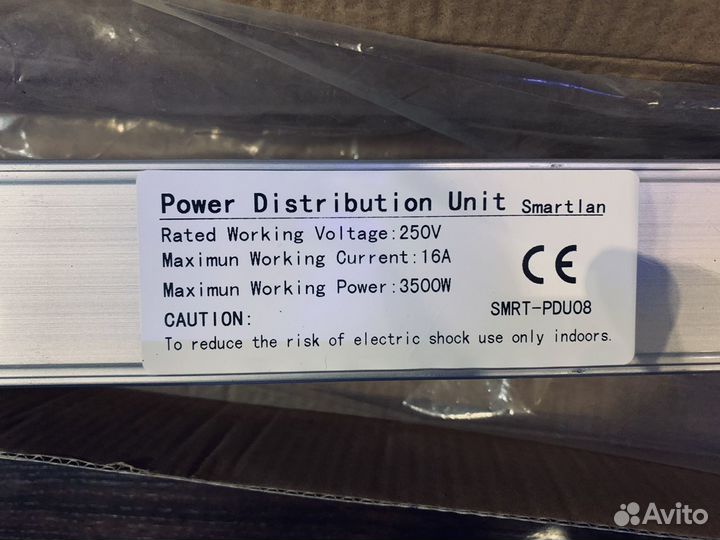 Power Distribution Unit Smartlan
Rated Working Voltage:250V
Maximun Working Current:16A
Maximun Working Power:3500W
CE
SMRT-PDU08
CAUTION:
To reduce the risk of electric shock use only indoors.
Avito